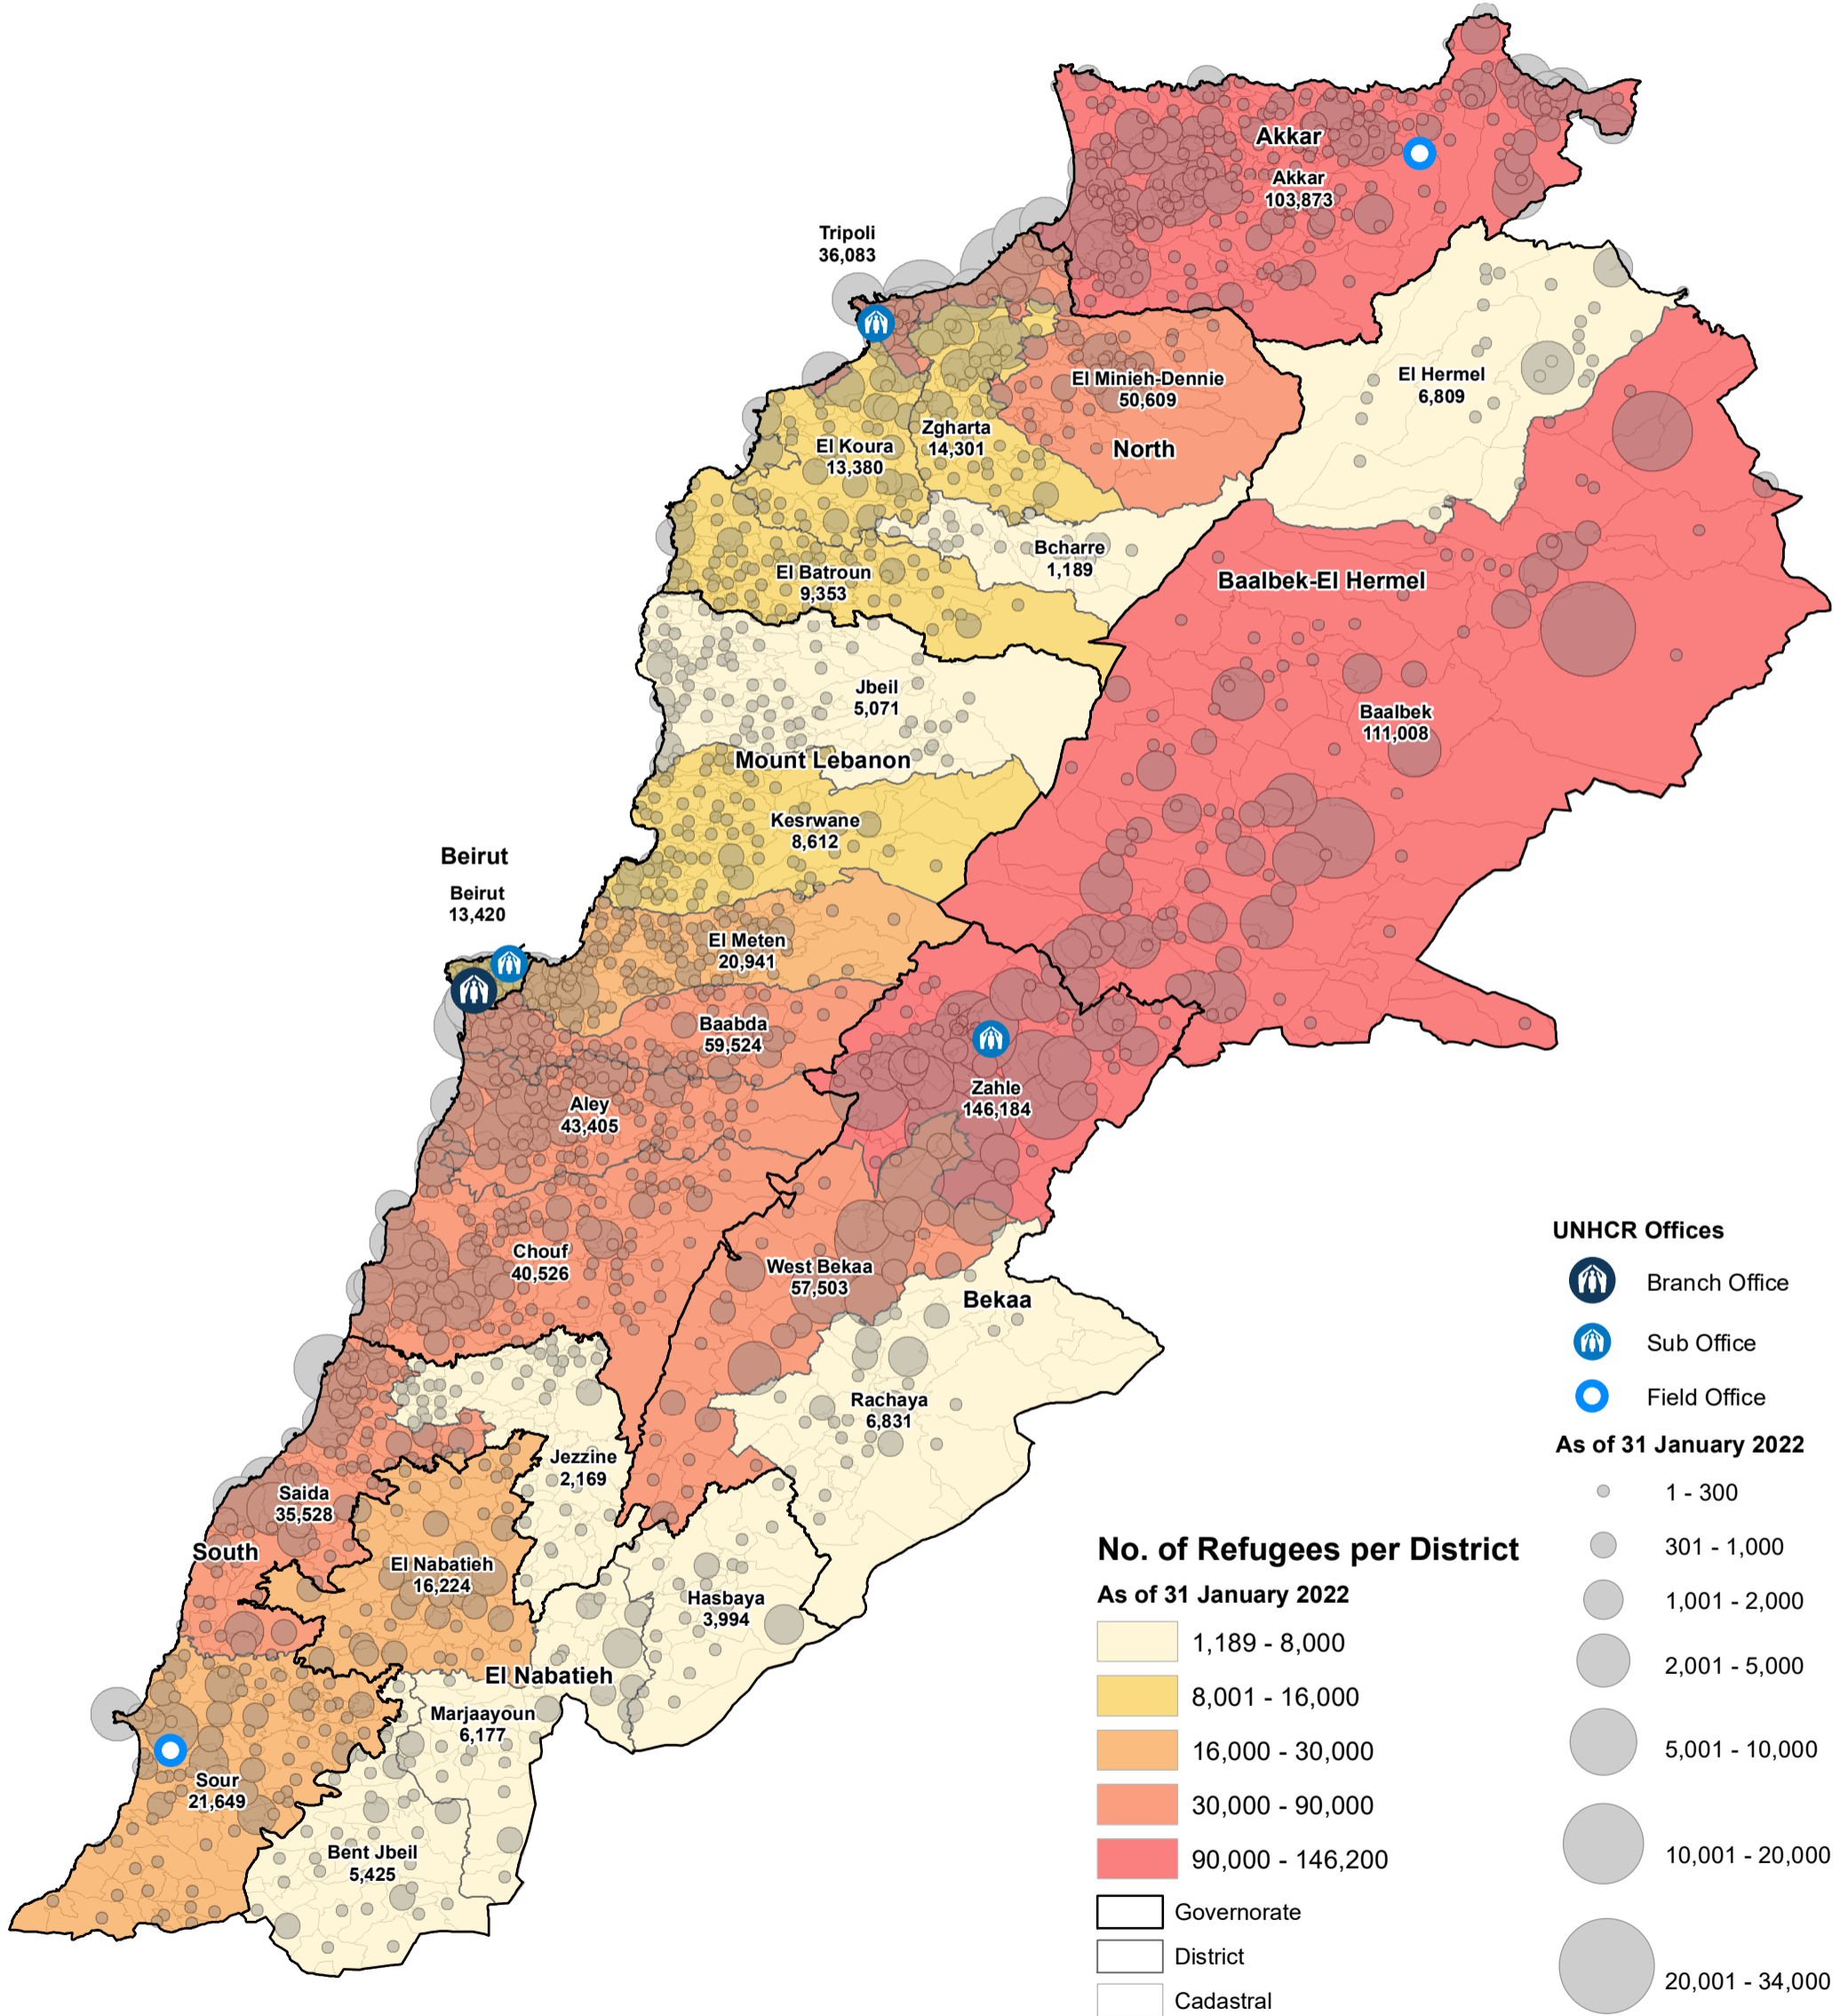 Akkar
Akkar
103,873
Tripoli
36,083
El Hermel
6,809
El Minieh-Dennie
50,609
Zgharta
14,301
El Koura
13,380
North
Bcharre
1,189
El Batroun
9,353
Baalbek-El Hermel
Jbeil
5,071
Baalbek
111,008
Mount Lebanon
Kesrwane
8,612
Beirut
Beirut
13,420
El Meten
20,941
Baabda
59,524
Zahle
146,184
Aley
43,405
Chouf
40,526
West Bekaa
57,503
Bekaa
Rachaya
6,831
Jezzine
2,169
Saida
35,528
South
El Nabatieh
16,224
Hasbaya
3,994
El Nabatieh
Marjaayoun
6,177
Sour
21,649
Bent Jbeil
5,425
UNHCR Offices
Branch Office
Sub Office
Field Office
As of 31 January 2022
1 - 300
301 - 1,000
1,001 - 2,000
2,001 - 5,000
5,001 - 10,000
10,001 - 20,000
20,001 - 34,000
No. of Refugees per District
As of 31 January 2022
1,189 - 8,000
8,001 - 16,000
16,000 - 30,000
30,000 - 90,000
90,000 - 146,200
Governorate
District
Cadastral